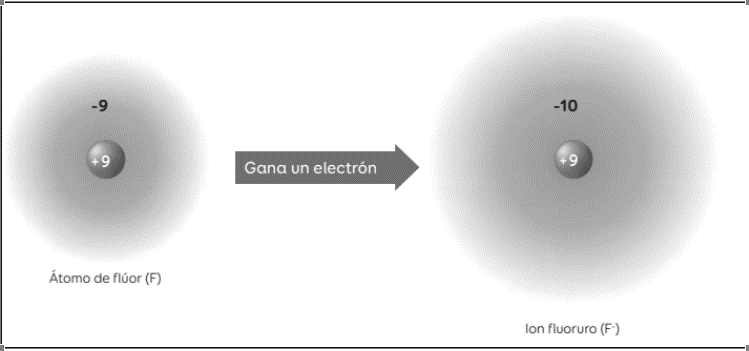 -9
+9
Gana un electrón
-10
+9
Átomo de flúor (F)
Ion fluoruro (F-)